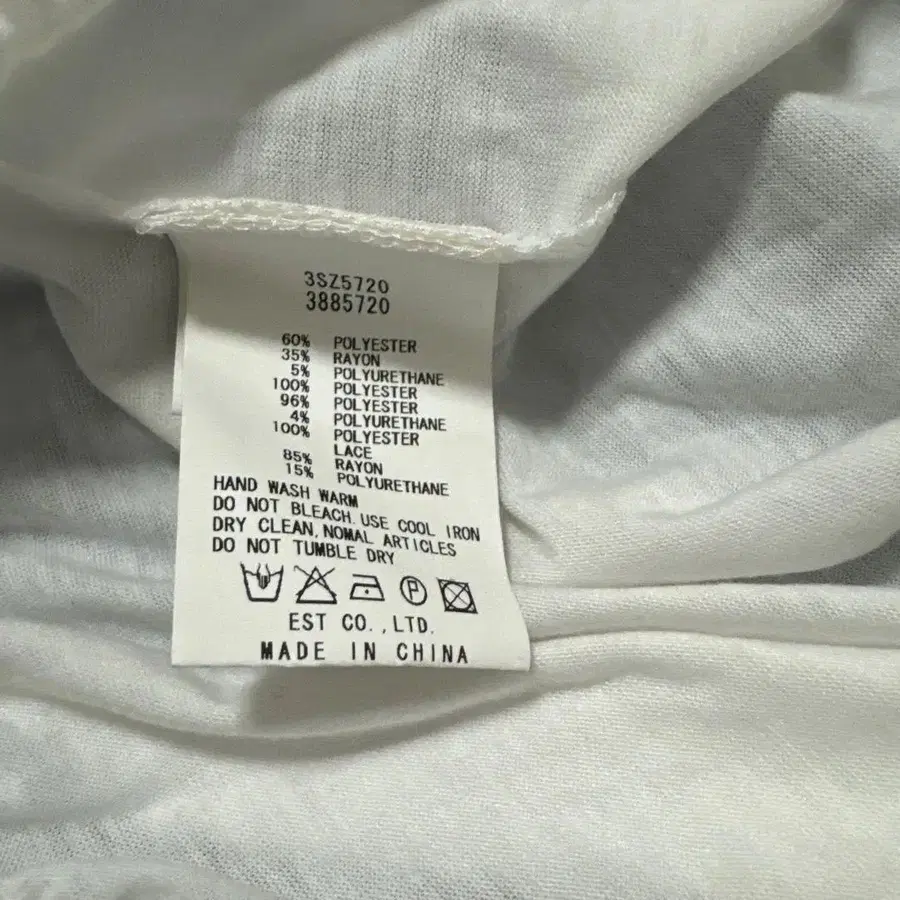 3SZ5720
3885720
60% POLYESTER
35% RAYON
5% POLYURETHANE
100% POLYESTER
96% POLYESTER
4% POLYURETHANE
100% POLYESTER
LACE
85% RAYON
15% POLYURETHANE
HAND WASH WARM
DO NOT BLEACH.USE COOL IRON
DRY CLEAN,NOMAL ARTICLES
DO NOT TUMBLE DRY
P
EST CO.,LTD.
MADE IN CHINA